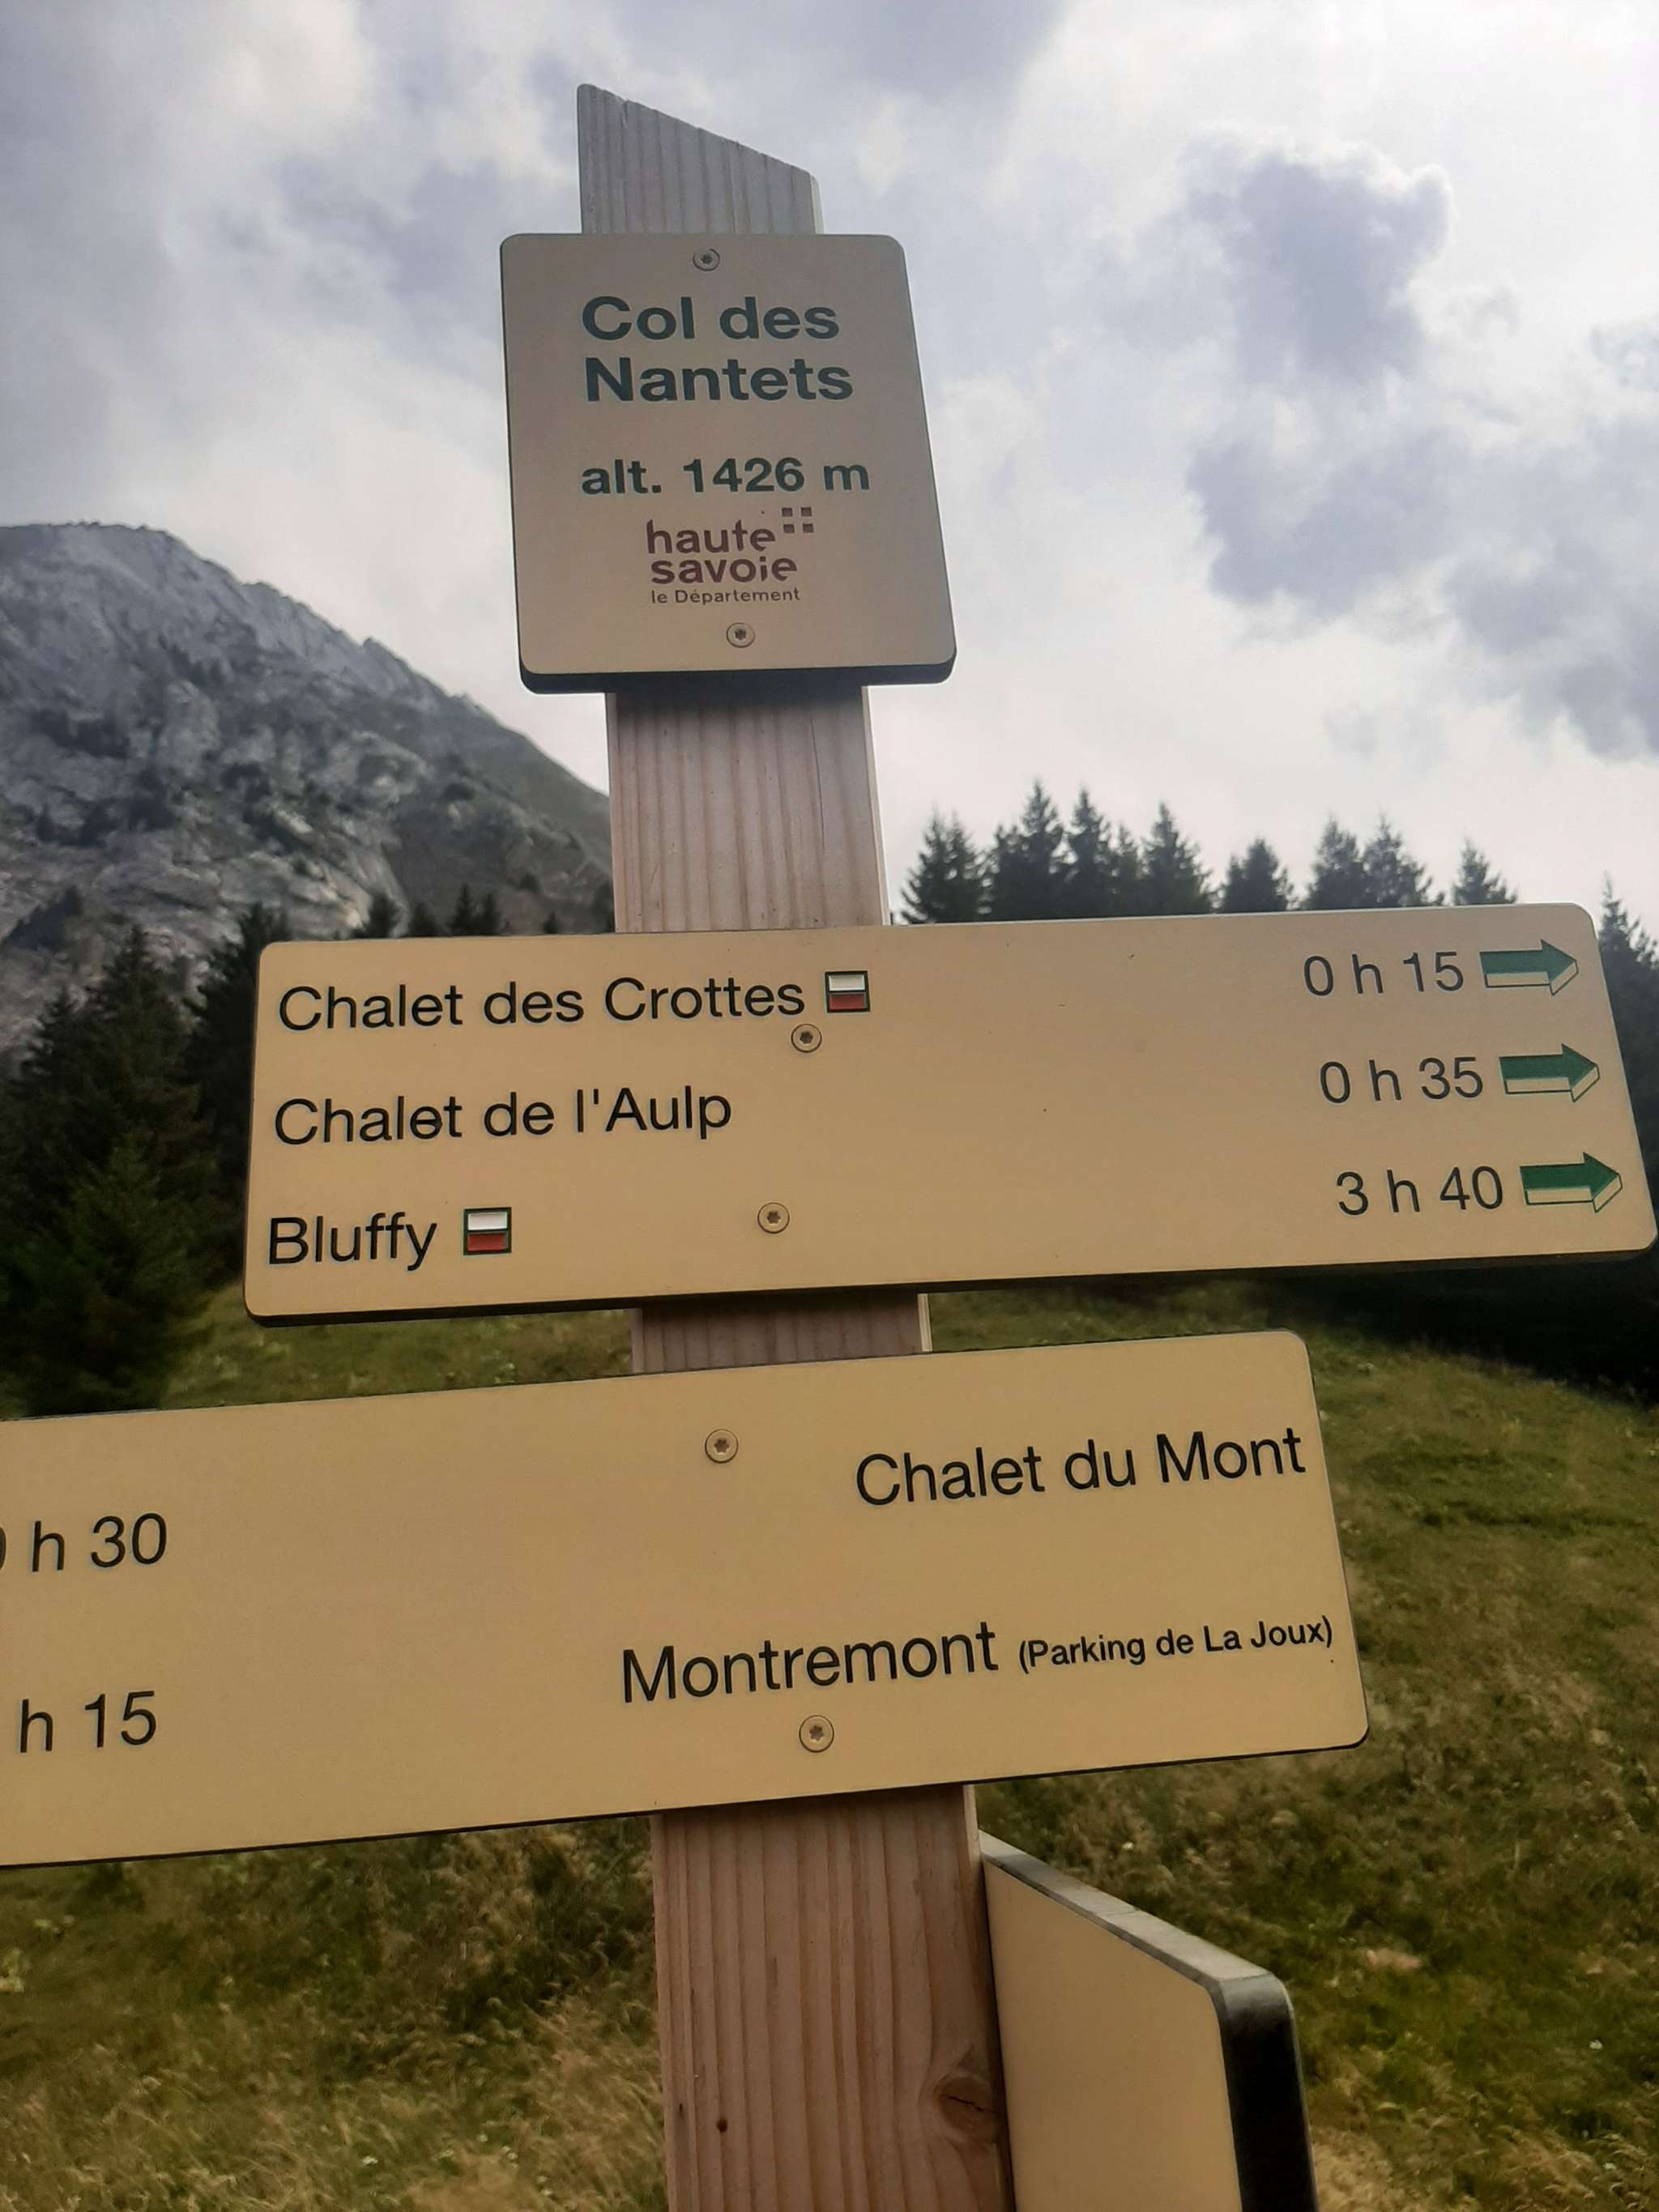 Col des
Nantets
alt. 1426 m
haute
savoie
le Département
Chalet des Crottes 0 h 15
Chalet de l'Aulp 0 h 35
Bluffy 3 h 40
h 30 Chalet du Mont
h 15 Montremont (Parking de La Joux)